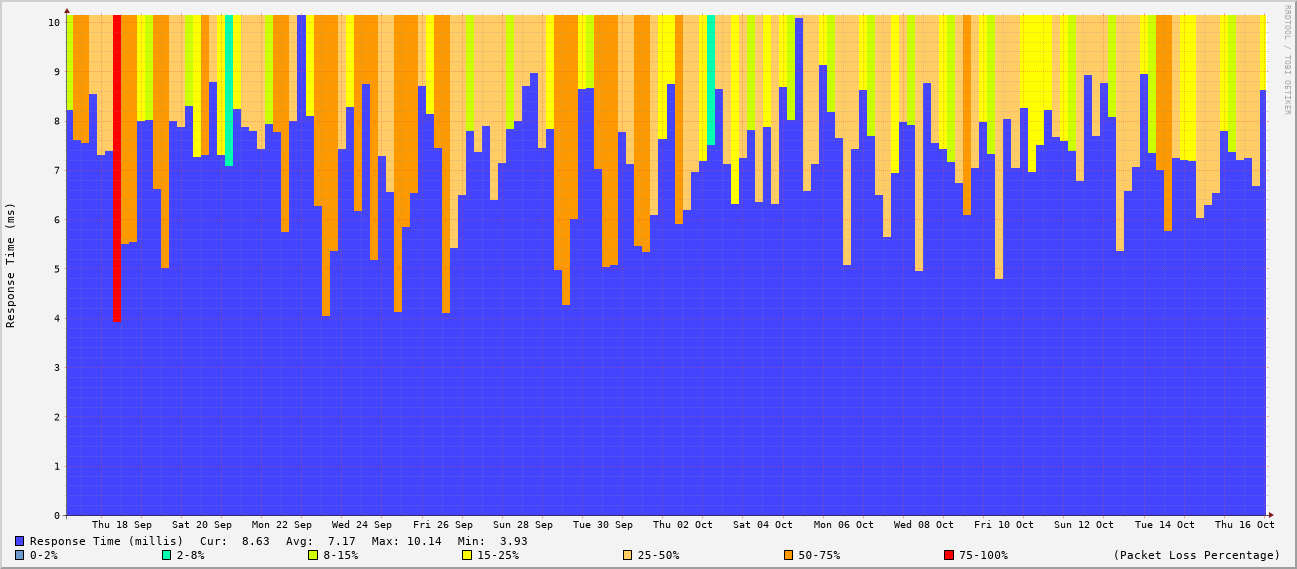 RRDTOOL / TOBI OETIKER
Response Time (ms)
10
9
8
7
6
5
4
3
2
1
0
Thu 18 Sep Sat 20 Sep Mon 22 Sep Wed 24 Sep Fri 26 Sep Sun 28 Sep Tue 30 Sep Thu 02 Oct Sat 04 Oct Mon 06 Oct Wed 08 Oct Fri 10 Oct Sun 12 Oct Tue 14 Oct Thu 16 Oct
Response Time (millis) Cur: 8.63 Avg: 7.17 Max: 10.14 Min: 3.93
0-2% 2-8% 8-15% 15-25% 25-50% 50-75% 75-100% (Packet Loss Percentage)